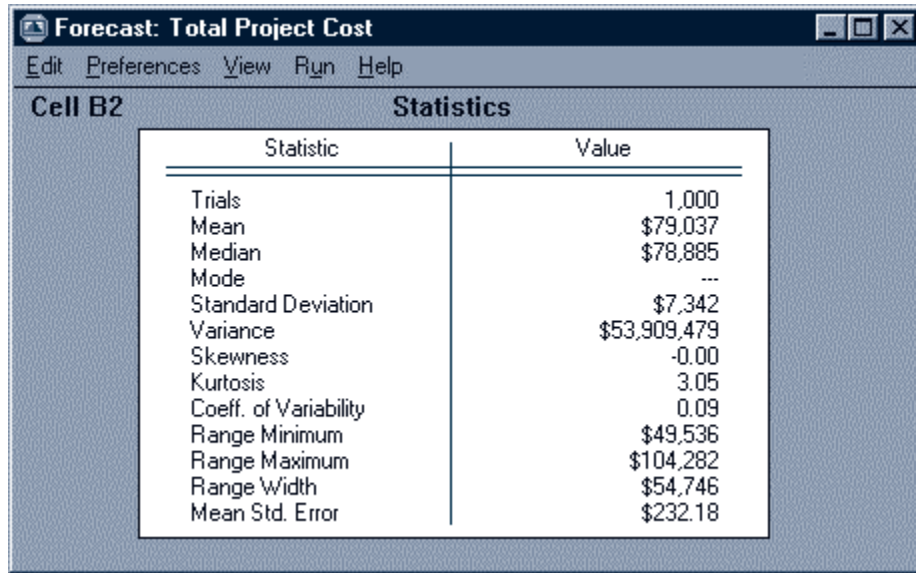 Forecast: Total Project Cost
Edit Preferences View Run Help
Cell B2 Statistics
Statistic Value
Trials 1,000
Mean $79,037
Median $78,885
Mode ---
Standard Deviation $7,342
Variance $53,909,479
Skewness -0.00
Kurtosis 3.05
Coeff. of Variability 0.09
Range Minimum $49,536
Range Maximum $104,282
Range Width $54,746
Mean Std. Error $232.18